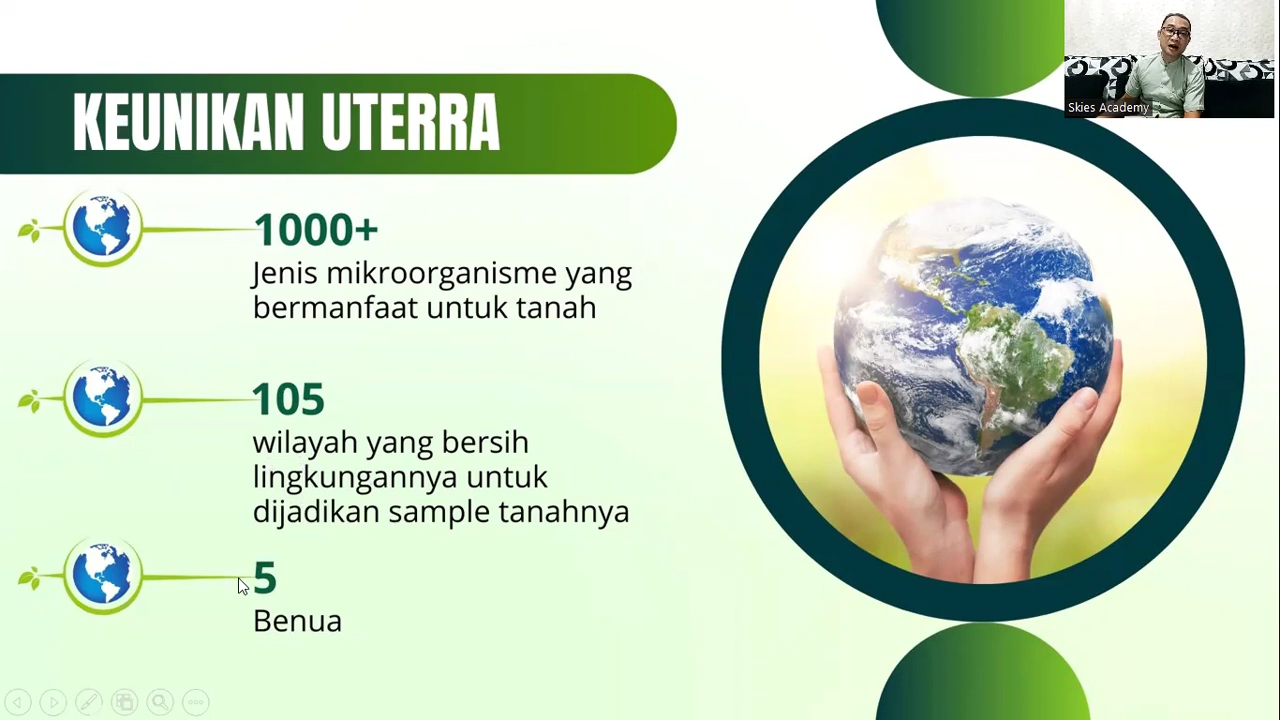 KEUNIKAN UTERRA
1000+
Jenis mikroorganisme yang
bermanfaat untuk tanah
105
wilayah yang bersih
lingkungannya untuk
dijadikan sample tanahnya
5
Benua
Skies Academy